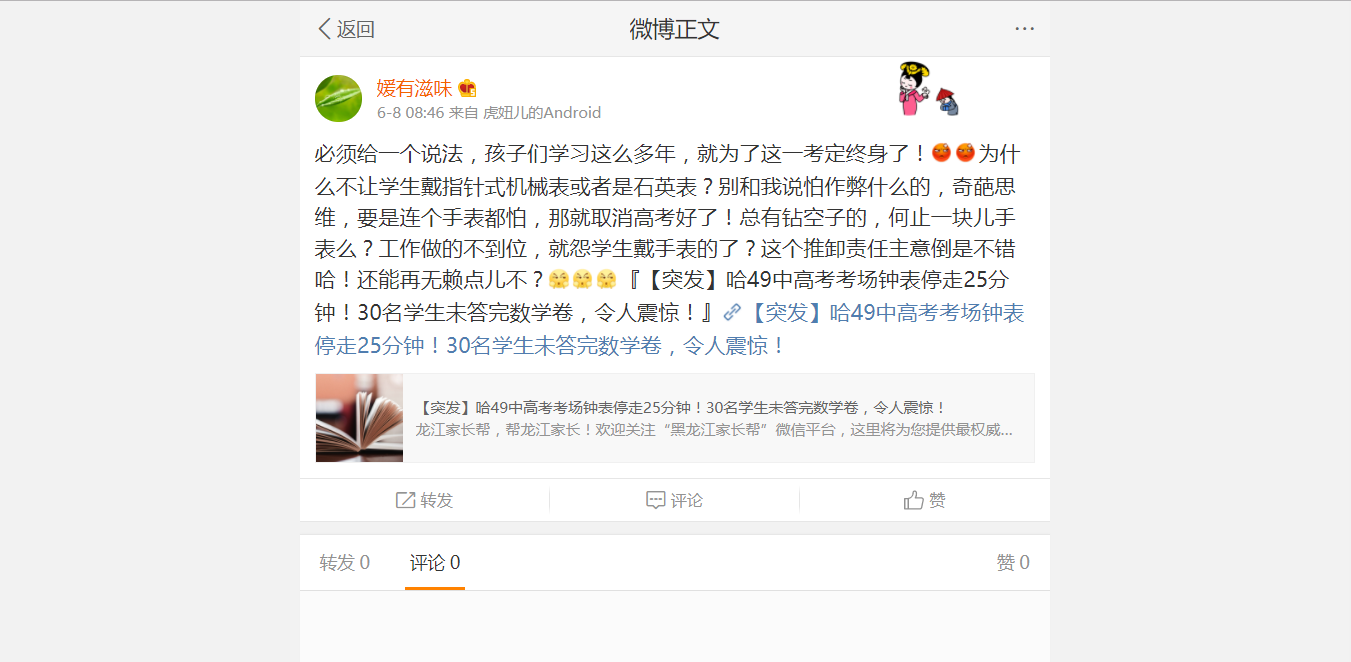 返回
微博正文
媛有滋味
6-8 08:46 来自 虎妞儿的Android
必须给一个说法，孩子们学习这么多年，就为了这一考定终身了！为什
么不让学生戴指针式机械表或者是石英表？别和我说怕作弊什么的，奇葩思
维，要是连个手表都怕，那就取消高考好了！总有钻空子的，何止一块儿手
表么？工作做的不到位，就怨学生戴手表的了？这个推卸责任主意倒是不错
哈！还能再无赖点儿不？『【突发】哈49中高考考场钟表停走25分
钟！30名学生未答完数学卷，令人震惊！』【突发】哈49中高考考场钟表
停走25分钟！30名学生未答完数学卷，令人震惊！
【突发】哈49中高考考场钟表停走25分钟！30名学生未答完数学卷，令人震惊！
龙江家长帮，帮龙江家长！欢迎关注“黑龙江家长帮”微信平台，这里将为您提供最权威...
转发
评论
赞
转发 0
评论 0
赞 0